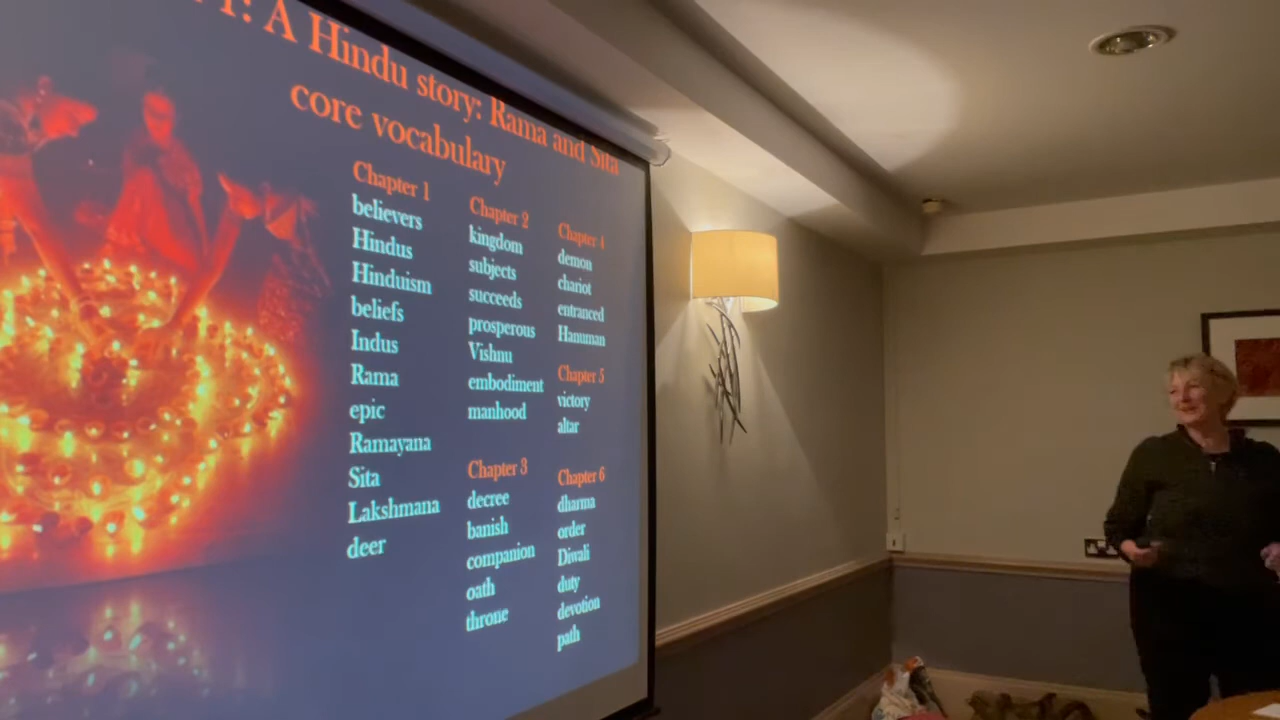 1: A Hindu story: Rama and Sita
core vocabulary
Chapter 1
believers
Hindus
Hinduism
beliefs
Indus
Rama
epic
Ramayana
Sita
Lakshmana
deer
Chapter 2
kingdom
subjects
succeeds
prosperous
Vishnu
embodiment
manhood
Chapter 3
decree
banish
companion
oath
throne
Chapter 4
demon
chariot
entranced
Hanuman
Chapter 5
victory
altar
Chapter 6
dharma
order
Diwali
duty
devotion
path